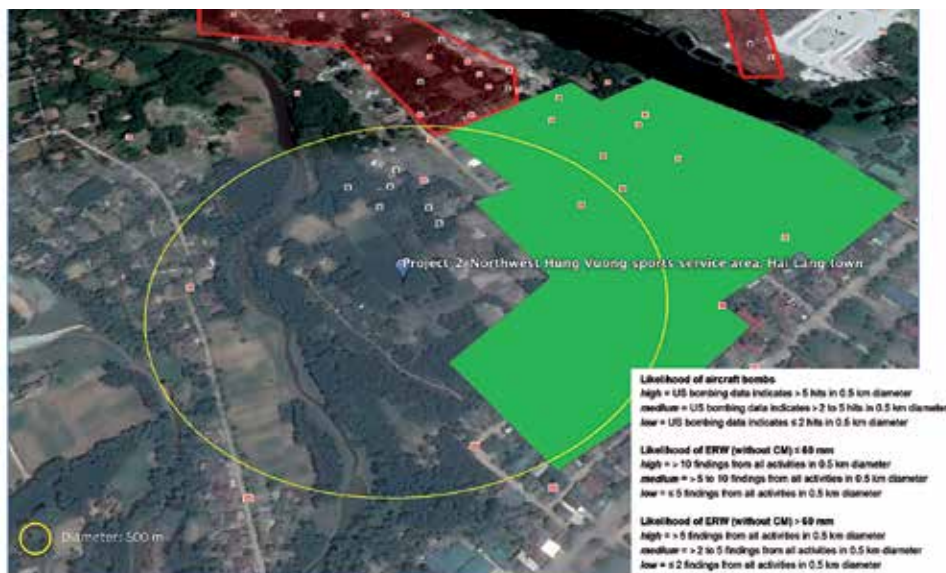 Project 2: Northwest Hung Vuong sports service area, Hai Lang town
Likelihood of aircraft bombs
high = US bombing data indicates > 5 hits in 0.5 km diameter
medium = US bombing data indicates > 2 to 5 hits in 0.5 km diameter
low = US bombing data indicates ≤ 2 hits in 0.5 km diameter
Likelihood of ERW (without CM) ≤ 60 mm
high = > 10 findings from all activities in 0.5 km diameter
medium = > 5 to 10 findings from all activities in 0.5 km diameter
low = ≤ 5 findings from all activities in 0.5 km diameter
Likelihood of ERW (without CM) > 60 mm
high = > 5 findings from all activities in 0.5 km diameter
medium = > 2 to 5 findings from all activities in 0.5 km diameter
low = ≤ 2 findings from all activities in 0.5 km diameter
Diameter: 500 m